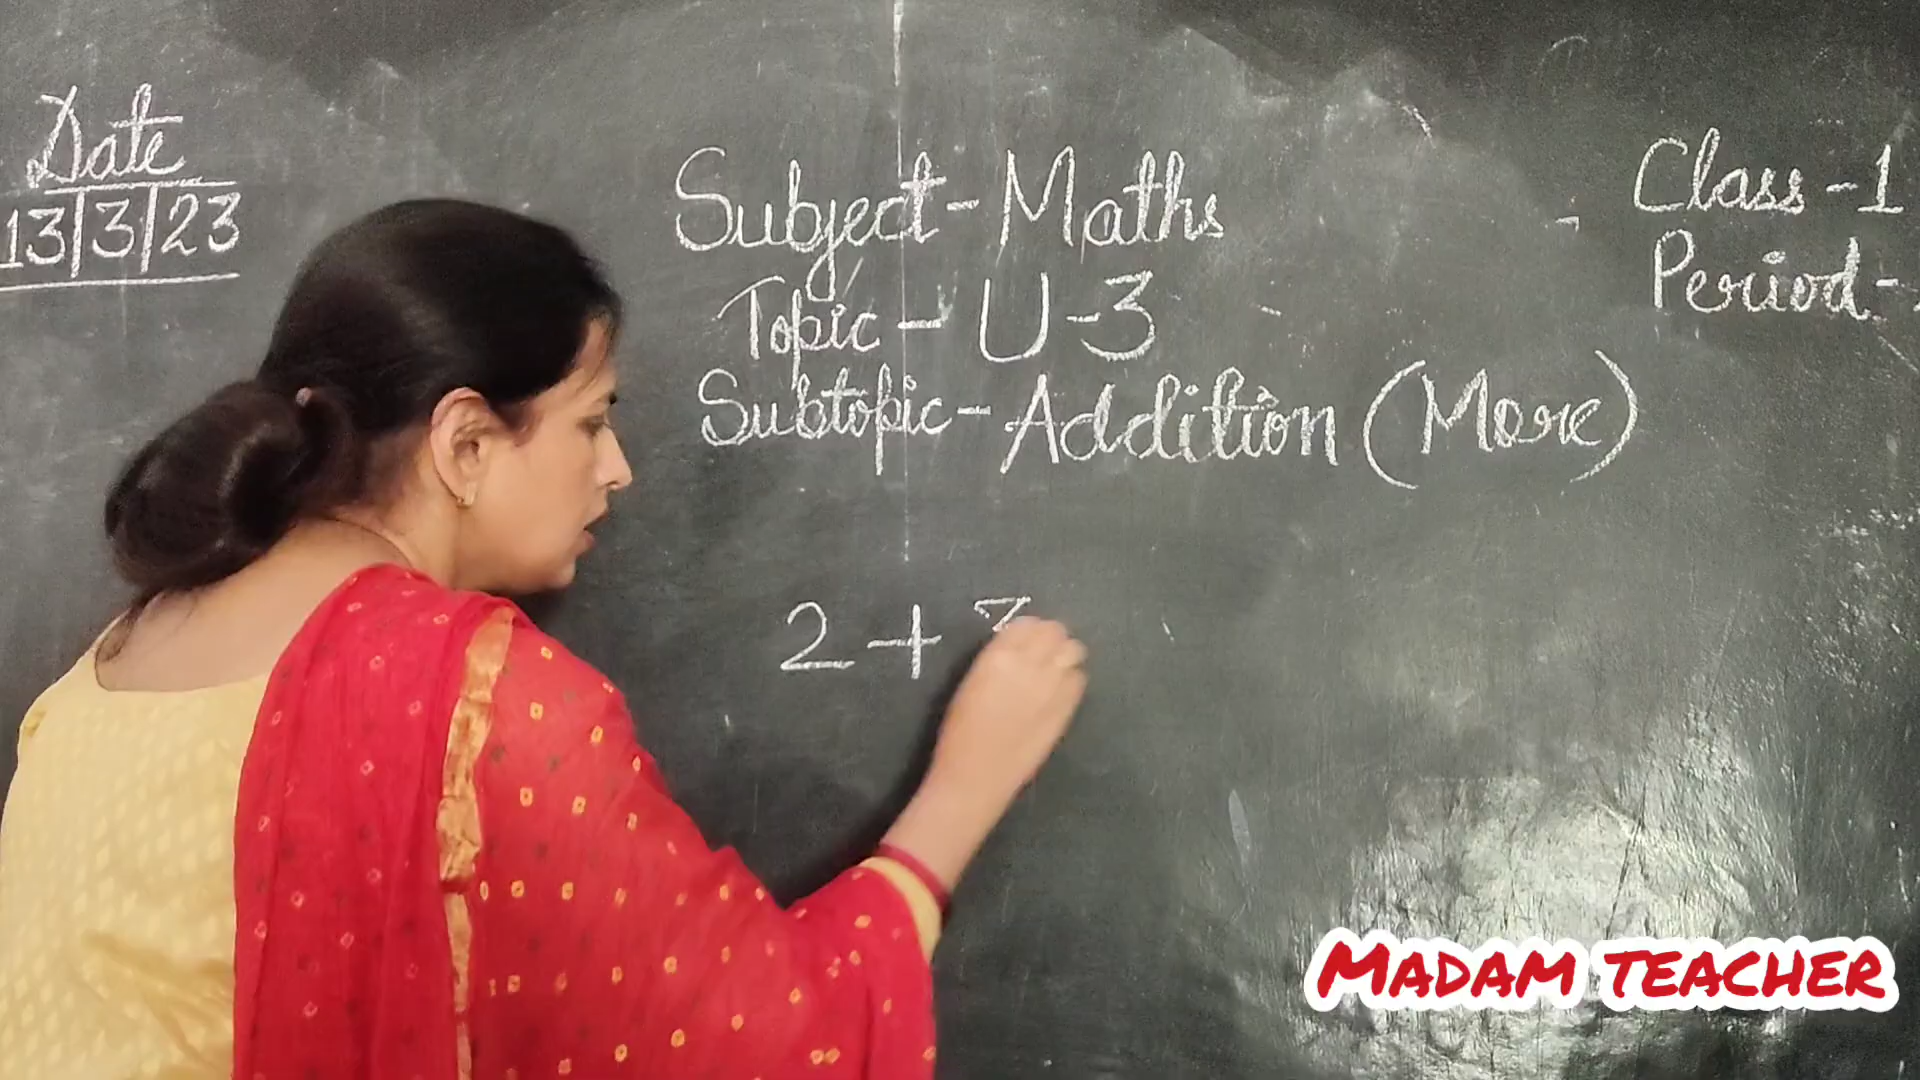 Date
13|3|23
Subject-Maths
Topic - U-3
Subtopic-Addition (More)
Class-1
Period-
2+3
MADAM TEACHER